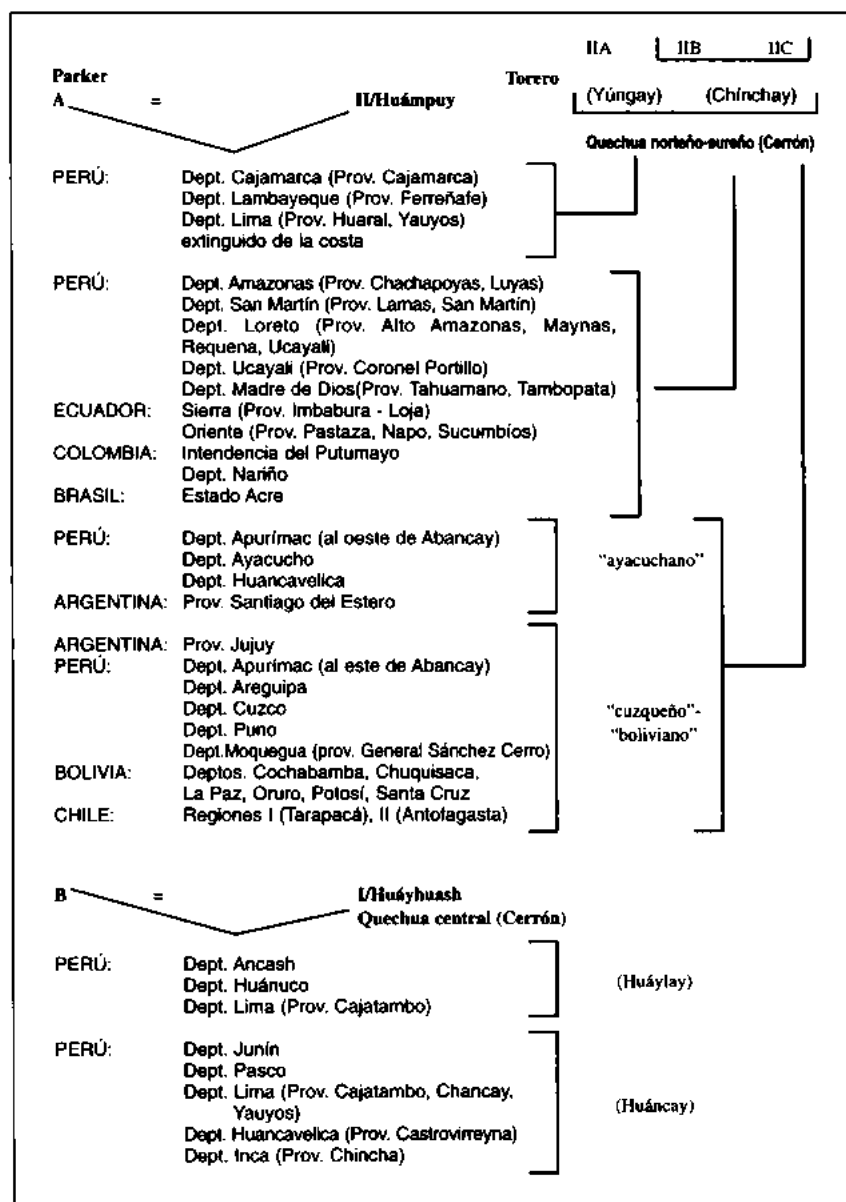 IIA IIB IIC
Parker Torero
A = II/Huámpuy (Yúngay) (Chínchay)
Quechua norteño-sureño (Cerrón)
PERÚ: Dept. Cajamarca (Prov. Cajamarca)
Dept. Lambayeque (Prov. Ferreñafe)
Dept. Lima (Prov. Huaral, Yauyos)
extinguido de la costa
PERÚ: Dept. Amazonas (Prov. Chachapoyas, Luyas)
Dept. San Martín (Prov. Lamas, San Martín)
Dept. Loreto (Prov. Alto Amazonas, Maynas,
Requena, Ucayali)
Dept. Ucayali (Prov. Coronel Portillo)
Dept. Madre de Dios(Prov. Tahuamano, Tambopata)
ECUADOR: Sierra (Prov. Imbabura - Loja)
Oriente (Prov. Pastaza, Napo, Sucumbíos)
COLOMBIA: Intendencia del Putumayo
Dept. Nariño
BRASIL: Estado Acre
PERÚ: Dept. Apurímac (al oeste de Abancay)
Dept. Ayacucho "ayacuchano"
Dept. Huancavelica
ARGENTINA: Prov. Santiago del Estero
ARGENTINA: Prov. Jujuy
PERÚ: Dept. Apurímac (al este de Abancay)
Dept. Arequipa
Dept. Cuzco "cuzqueño"-
Dept. Puno "boliviano"
Dept.Moquegua (prov. General Sánchez Cerro)
BOLIVIA: Deptos. Cochabamba, Chuquisaca,
La Paz, Oruro, Potosí, Santa Cruz
CHILE: Regiones I (Tarapacá), II (Antofagasta)
B = I/Huáyhuash
Quechua central (Cerrón)
PERÚ: Dept. Ancash
Dept. Huánuco (Huáylay)
Dept. Lima (Prov. Cajatambo)
PERÚ: Dept. Junín
Dept. Pasco
Dept. Lima (Prov. Cajatambo, Chancay,
Yauyos) (Huáncay)
Dept. Huancavelica (Prov. Castrovirreyna)
Dept. Inca (Prov. Chincha)